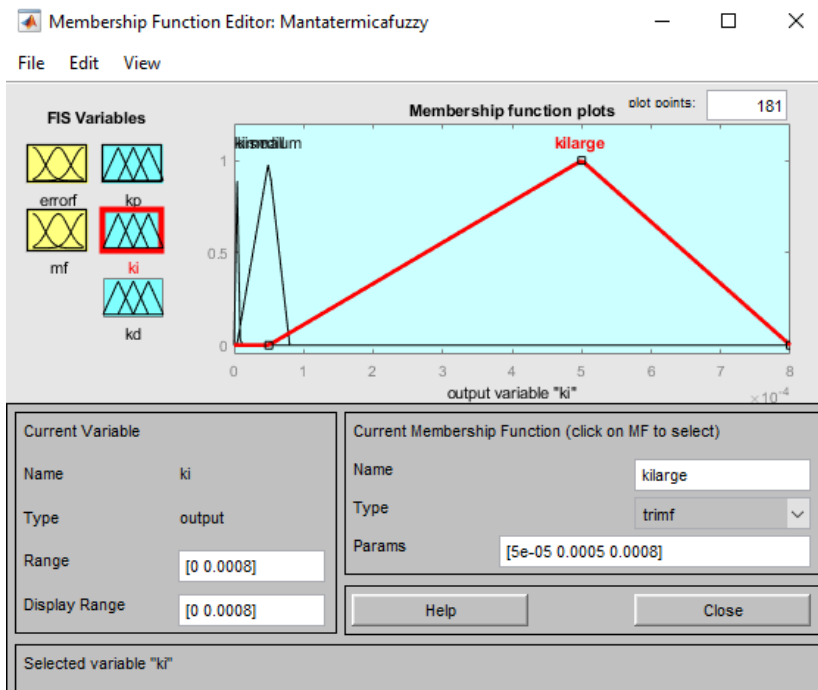 Membership Function Editor: Mantatermicafuzzy
File Edit View
FIS Variables
errorf
kp
mf
ki
kd
Membership function plots
plot points:
181
kilarge
1
0.5
0
0 1 2 3 4 5 6 7 8
output variable "ki"
×10⁻⁴
Current Variable
Name ki
Type output
Range [0 0.0008]
Display Range [0 0.0008]
Current Membership Function (click on MF to select)
Name kilarge
Type trimf
Params [5e-05 0.0005 0.0008]
Help
Close
Selected variable "ki"